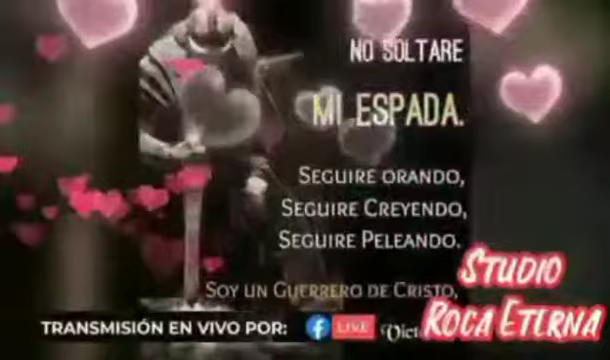 NO SOLTARE
MI ESPADA.
SEGUIRE ORANDO,
SEGUIRE CREYENDO,
SEGUIRE PELEANDO.
SOY UN GUERRERO DE CRISTO,
STUDIO
ROCA ETERNA
TRANSMISIÓN EN VIVO POR:
LIVE